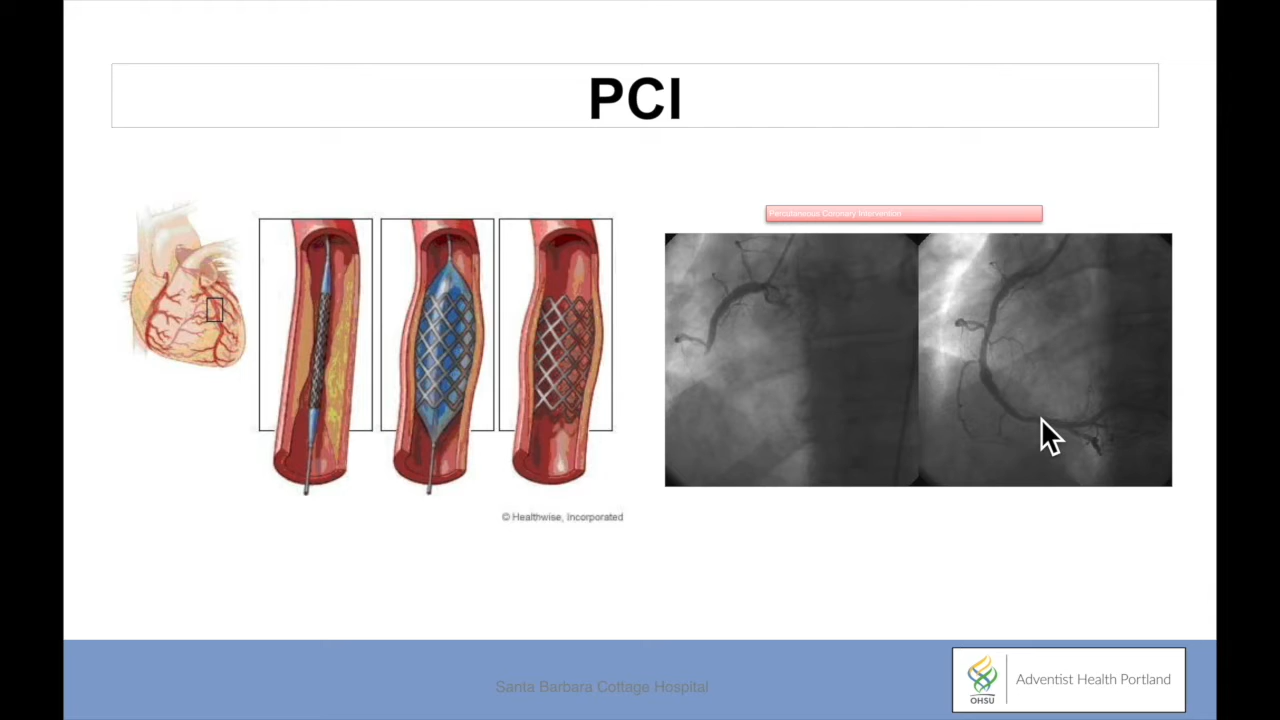 PCI
Percutaneous Coronary Intervention
© Healthwise, Incorporated
Santa Barbara Cottage Hospital
OHSU
Adventist Health Portland